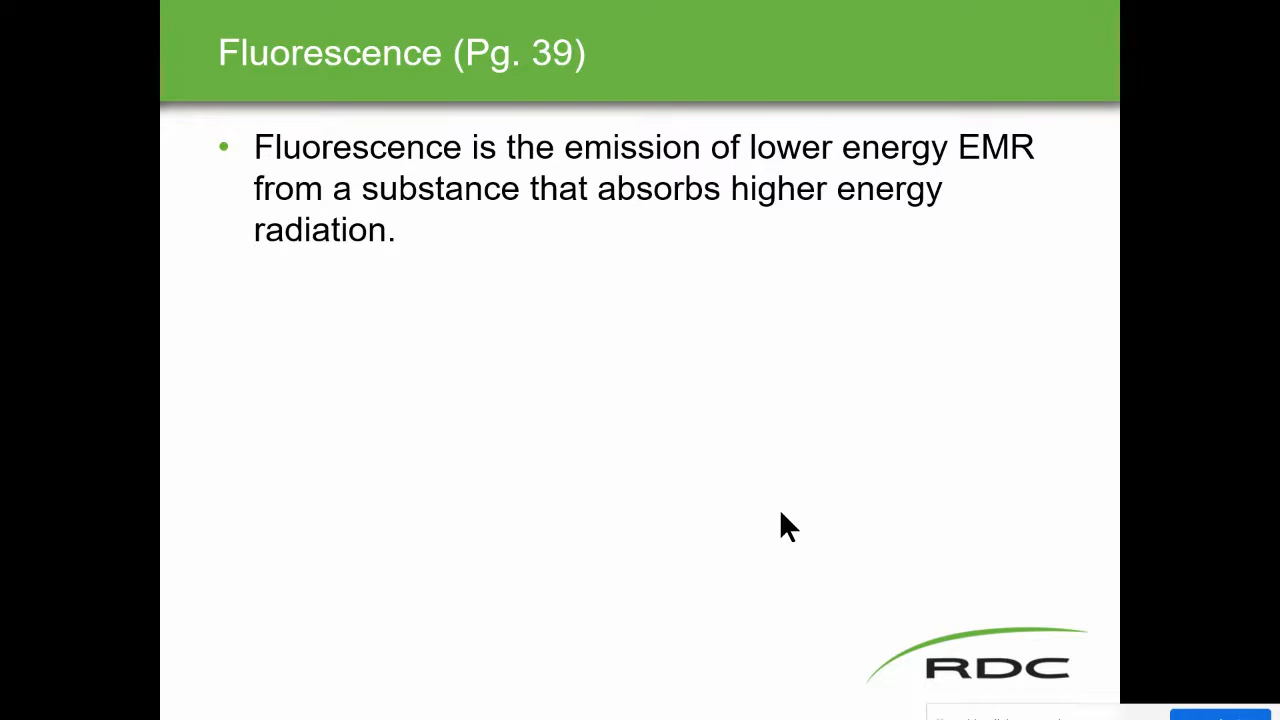 Fluorescence (Pg. 39)
• Fluorescence is the emission of lower energy EMR
from a substance that absorbs higher energy
radiation.
RDC